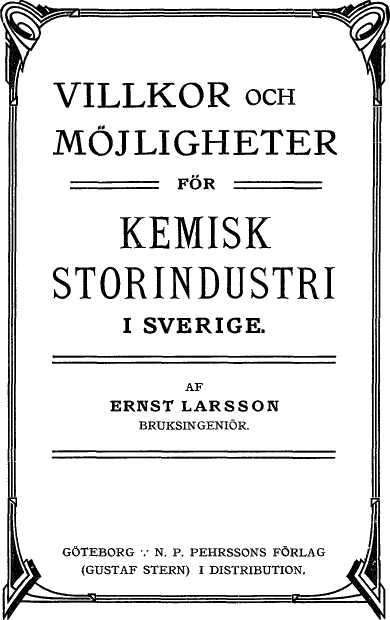 VILLKOR OCH
MÖJLIGHETER
FÖR
KEMISK
STORINDUSTRI
I SVERIGE.
AF
ERNST LARSSON
BRUKSINGENIÖR.
GÖTEBORG ∵ N. P. PEHRSSONS FÖRLAG
(GUSTAF STERN) I DISTRIBUTION.